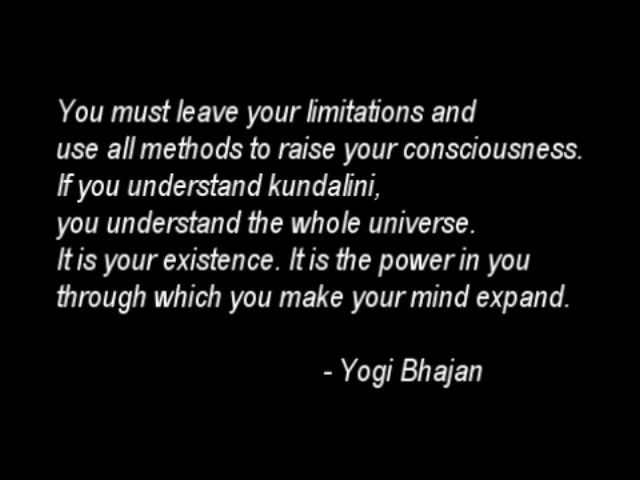 You must leave your limitations and
use all methods to raise your consciousness.
If you understand kundalini,
you understand the whole universe.
It is your existence. It is the power in you
through which you make your mind expand.
- Yogi Bhajan